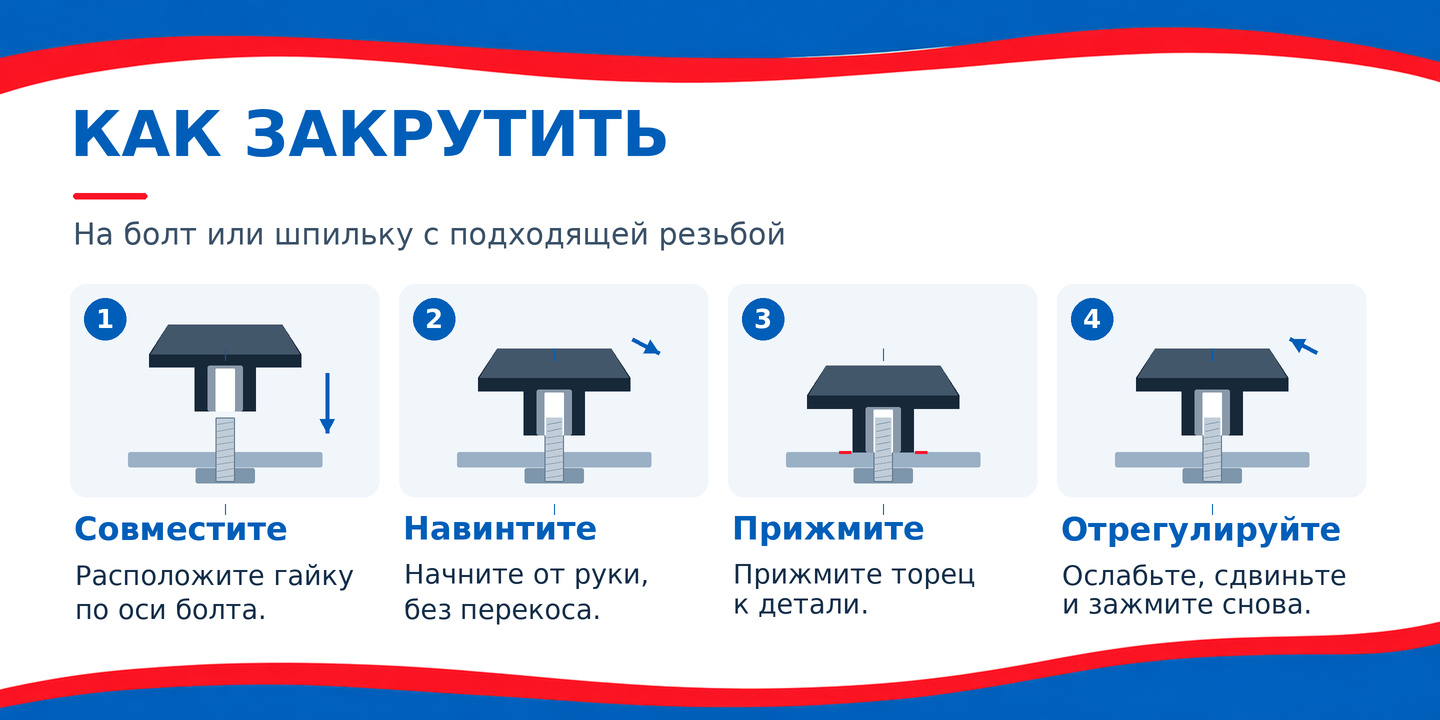 КАК ЗАКРУТИТЬ
На болт или шпильку с подходящей резьбой
1
2
3
4
Совместите
Расположите гайку
по оси болта.
Навинтите
Начните от руки,
без перекоса.
Прижмите
Прижмите торец
к детали.
Отрегулируйте
Ослабьте, сдвиньте
и зажмите снова.